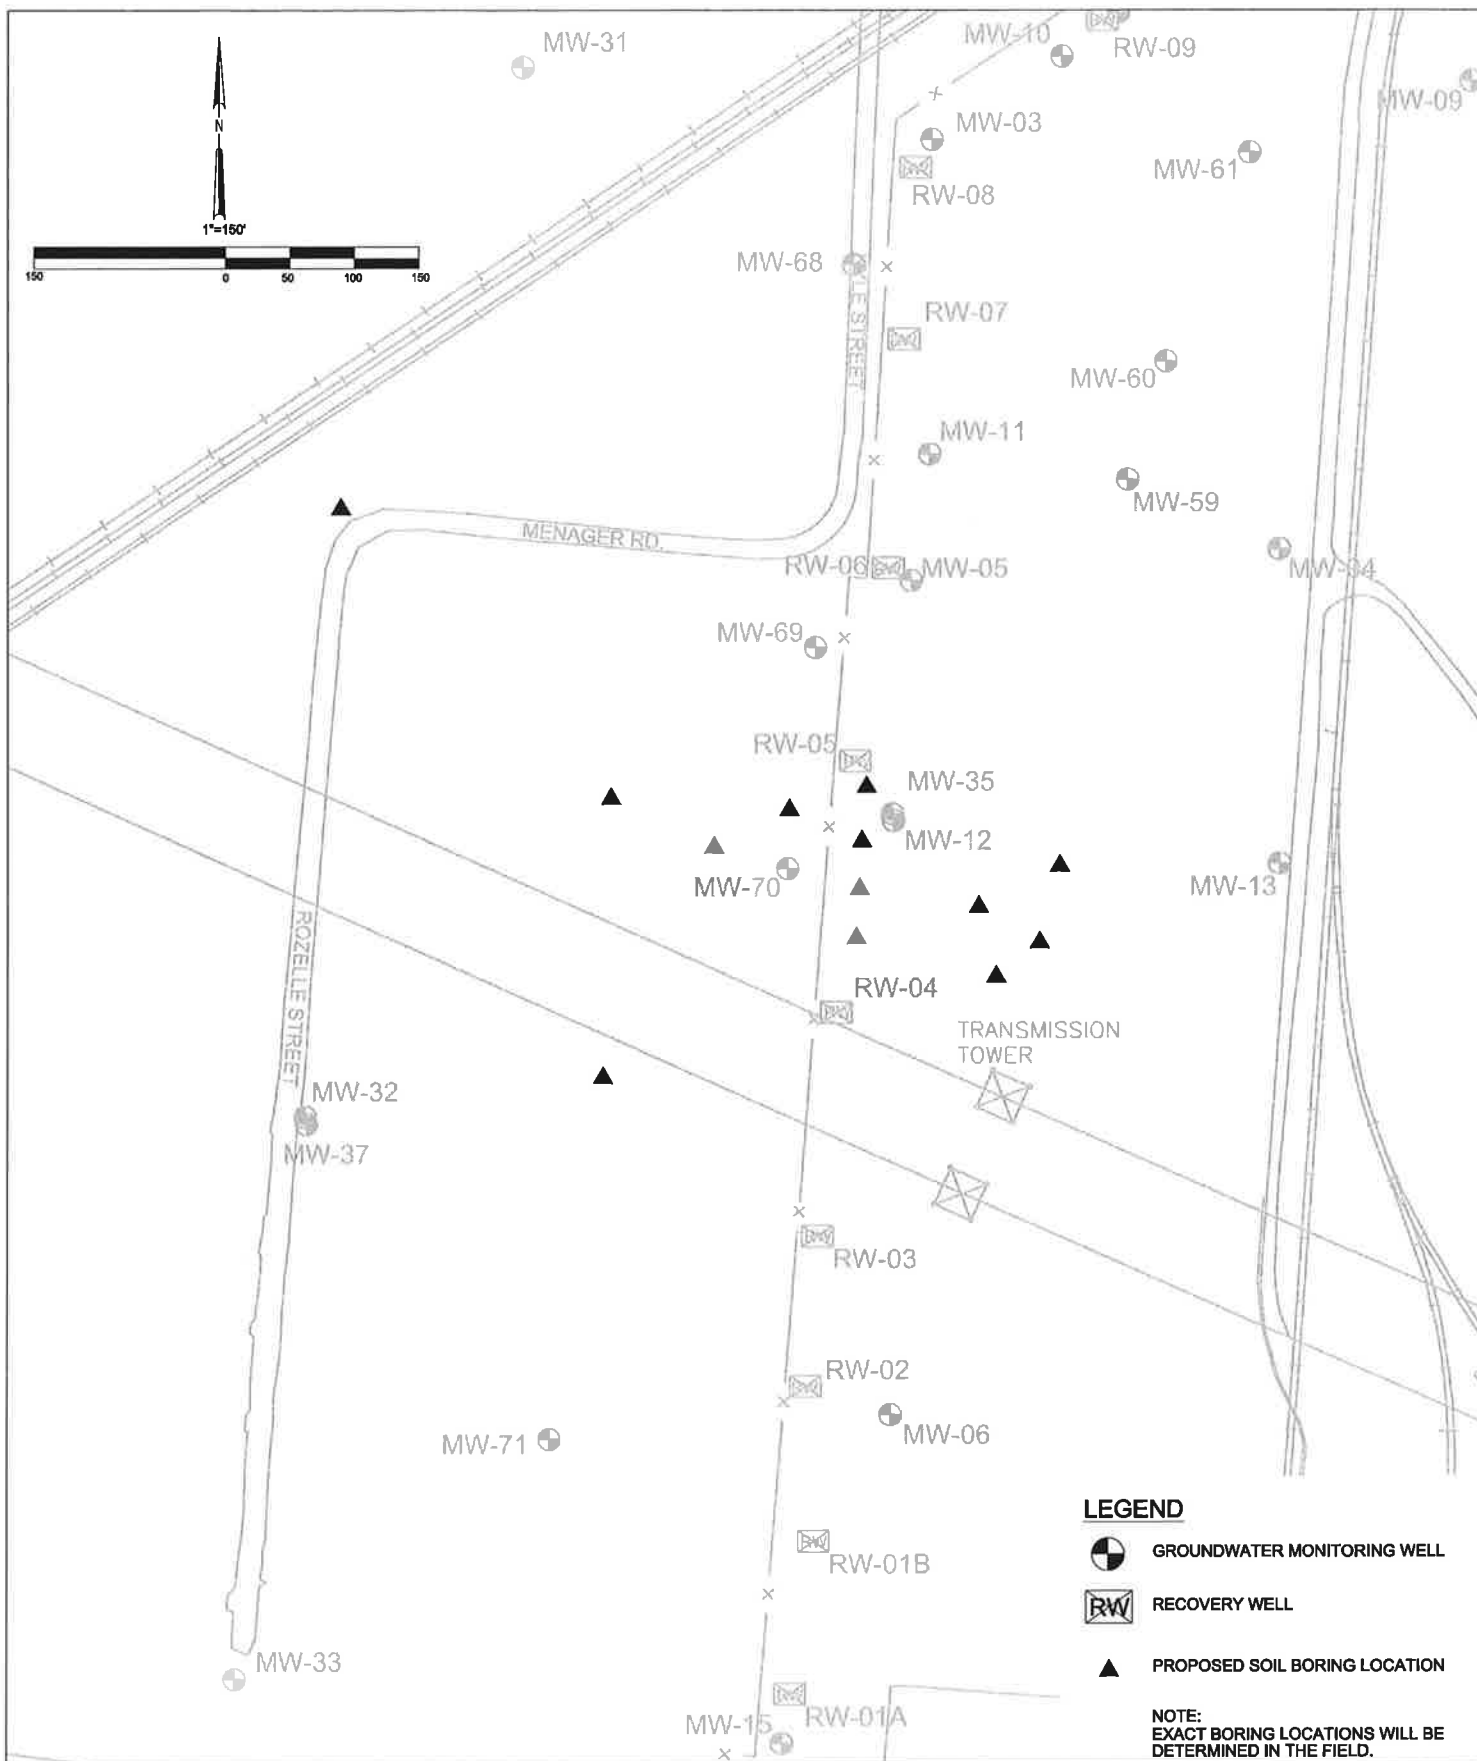 MW-31
MW-10
RW-09
MW-09
N
MW-03
MW-61
RW-08
1"=150'
150
0
50
100
150
MW-68
RW-07
YLE STREET
MW-60
MW-11
MW-59
MENAGER RD.
RW-06
MW-05
MW-34
MW-69
RW-05
MW-35
MW-12
MW-70
MW-13
ROZELLE STREET
RW-04
TRANSMISSION
TOWER
MW-32
MW-37
RW-03
RW-02
MW-06
MW-71
RW-01B
MW-33
MW-15
RW-01A
LEGEND
GROUNDWATER MONITORING WELL
RW
RECOVERY WELL
PROPOSED SOIL BORING LOCATION
NOTE:
EXACT BORING LOCATIONS WILL BE
DETERMINED IN THE FIELD.